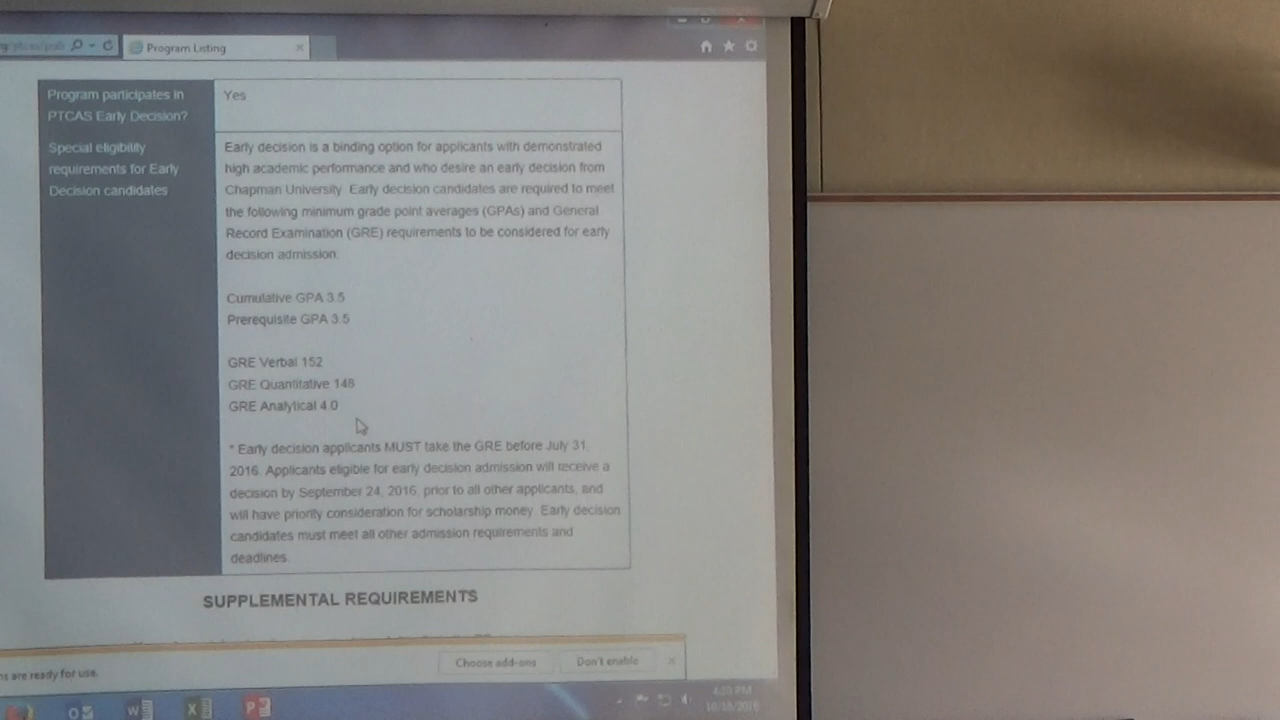 Program Listing
Program participates in
PTCAS Early Decision?
Yes
Special eligibility
requirements for Early
Decision candidates
Early decision is a binding option for applicants with demonstrated
high academic performance and who desire an early decision from
Chapman University. Early decision candidates are required to meet
the following minimum grade point averages (GPAs) and General
Record Examination (GRE) requirements to be considered for early
decision admission:
Cumulative GPA 3.5
Prerequisite GPA 3.5
GRE Verbal 152
GRE Quantitative 148
GRE Analytical 4.0
* Early decision applicants MUST take the GRE before July 31,
2016. Applicants eligible for early decision admission will receive a
decision by September 24, 2016, prior to all other applicants, and
will have priority consideration for scholarship money. Early decision
candidates must meet all other admission requirements and
deadlines.
SUPPLEMENTAL REQUIREMENTS
are ready for use.
Choose add-ons
Don't enable
PM
10/18/2016